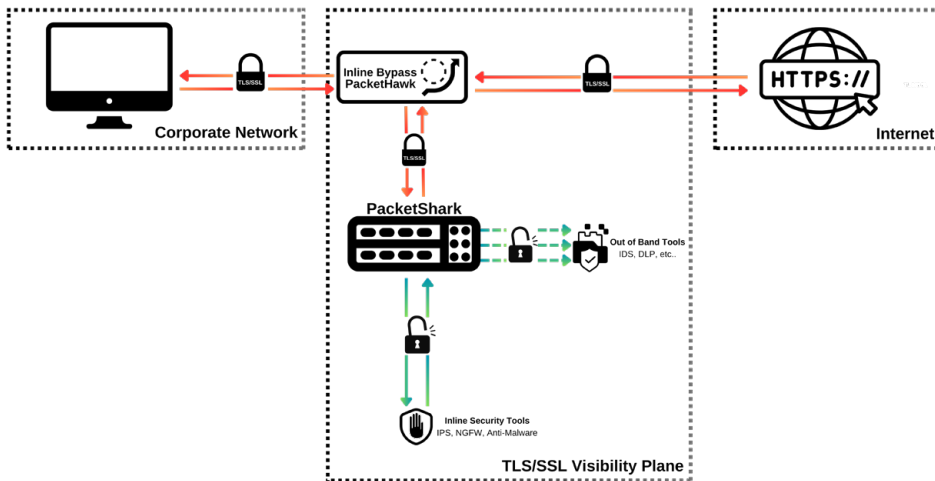 TLS/SSL
Corporate Network
Inline Bypass
PacketHawk
TLS/SSL
HTTPS://
Internet
TLS/SSL
PacketShark
Out of Band Tools
IDS, DLP, etc..
Inline Security Tools
IPS, NGFW, Anti-Malware
TLS/SSL Visibility Plane